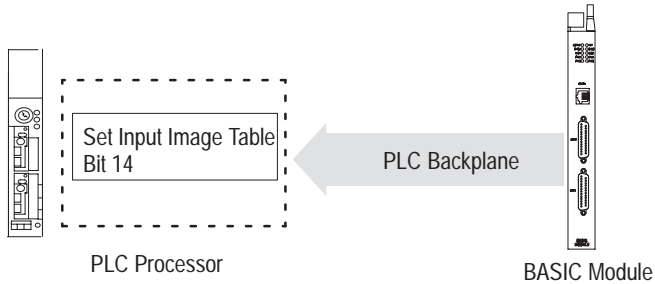 Set Input Image Table
Bit 14
PLC Backplane
PLC Processor
BASIC Module